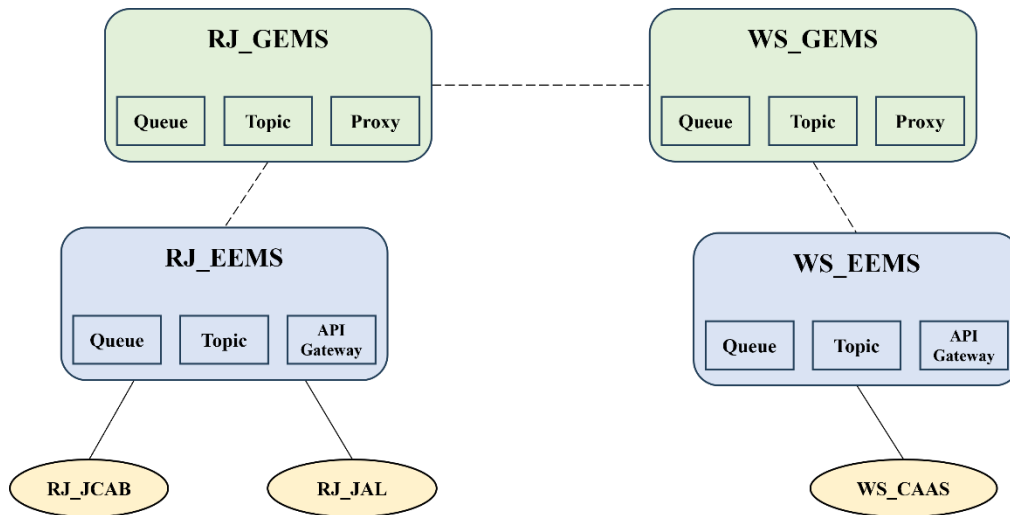 RJ_GEMS
WS_GEMS
Queue
Topic
Proxy
Queue
Topic
Proxy
RJ_EEMS
WS_EEMS
Queue
Topic
API
Gateway
Queue
Topic
API
Gateway
RJ_JCAB
RJ_JAL
WS_CAAS